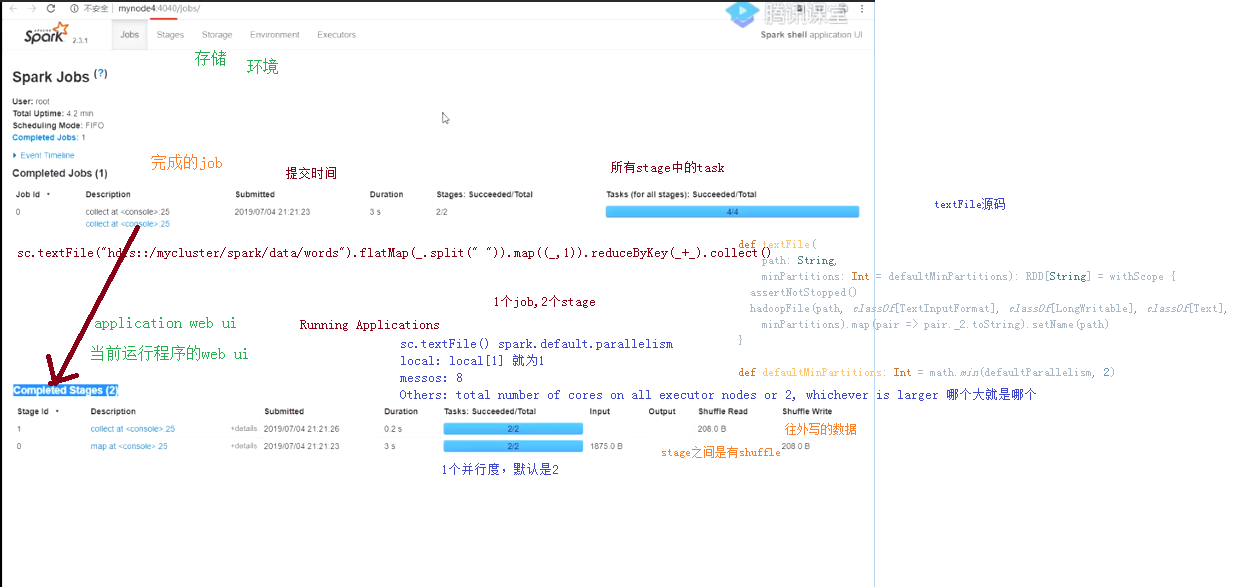 不安全 mynode4:4040/jobs/
腾讯课堂
APACHE Spark 2.3.1 Jobs Stages Storage Environment Executors Spark shell application UI
存储 环境
Spark Jobs (?)
User: root
Total Uptime: 4.2 min
Scheduling Mode: FIFO
Completed Jobs: 1
Event Timeline
完成的job
Completed Jobs (1)
提交时间
所有stage中的task
Job Id Description Submitted Duration Stages: Succeeded/Total Tasks (for all stages): Succeeded/Total
0 collect at <console>:25 2019/07/04 21:21:23 3 s 2/2 4/4
collect at <console>:25
textFile源码
sc.textFile("hdfs::/mycluster/spark/data/words").flatMap(_.split(" ")).map((_,1)).reduceByKey(_+_).collect()
def textFile(
path: String,
minPartitions: Int = defaultMinPartitions): RDD[String] = withScope {
assertNotStopped()
hadoopFile(path, classOf[TextInputFormat], classOf[LongWritable], classOf[Text],
minPartitions).map(pair => pair._2.toString).setName(path)
}
def defaultMinPartitions: Int = math.min(defaultParallelism, 2)
1个job,2个stage
application web ui
当前运行程序的web ui
Running Applications
sc.textFile() spark.default.parallelism
local: local[1] 就为1
messos: 8
Others: total number of cores on all executor nodes or 2, whichever is larger 哪个大就是哪个
Completed Stages (2)
Stage Id Description Submitted Duration Tasks: Succeeded/Total Input Output Shuffle Read Shuffle Write
1 collect at <console>:25 +details 2019/07/04 21:21:26 0.2 s 2/2 208.0 B
往外写的数据
0 map at <console>:25 +details 2019/07/04 21:21:23 3 s 2/2 1875.0 B 208.0 B
stage之间是有shuffle
1个并行度，默认是2